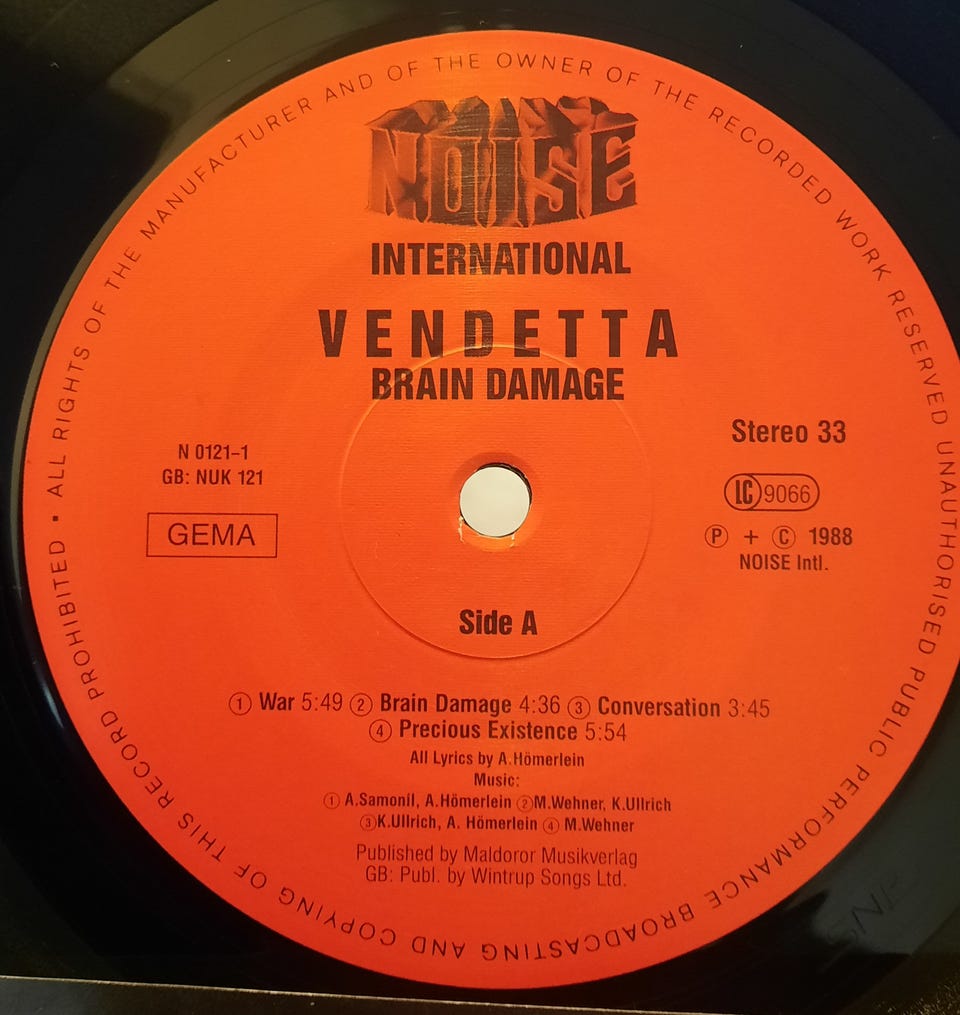 • ALL RIGHTS OF THE MANUFACTURER AND OF THE OWNER OF THE RECORDED WORK RESERVED UNAUTHORISED PUBLIC PERFORMANCE BROADCASTING AND COPYING OF THIS RECORD PROHIBITED
NOISE
INTERNATIONAL
VENDETTA
BRAIN DAMAGE
Stereo 33
N 0121-1
GB: NUK 121
LC 9066
GEMA
Ⓟ + Ⓒ 1988
NOISE Intl.
Side A
① War 5:49 ② Brain Damage 4:36 ③ Conversation 3:45
④ Precious Existence 5:54
All Lyrics by A.Hömerlein
Music:
① A.Samonil, A.Hömerlein ②M.Wehner, K.Ullrich
③K.Ullrich, A. Hömerlein ④ M.Wehner
Published by Maldoror Musikverlag
GB: Publ. by Wintrup Songs Ltd.